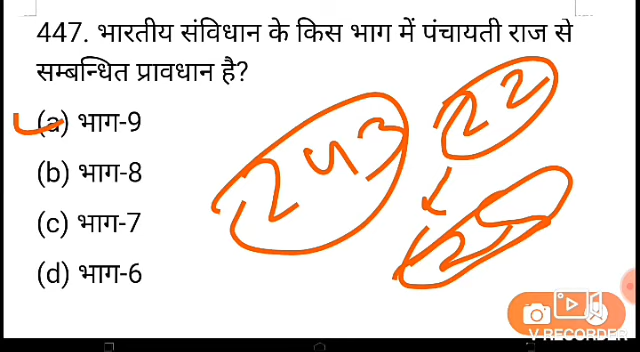 447. भारतीय संविधान के किस भाग में पंचायती राज से
सम्बन्धित प्रावधान है?
(a) भाग-9
(b) भाग-8
(c) भाग-7
(d) भाग-6
243
22
V RECORDER